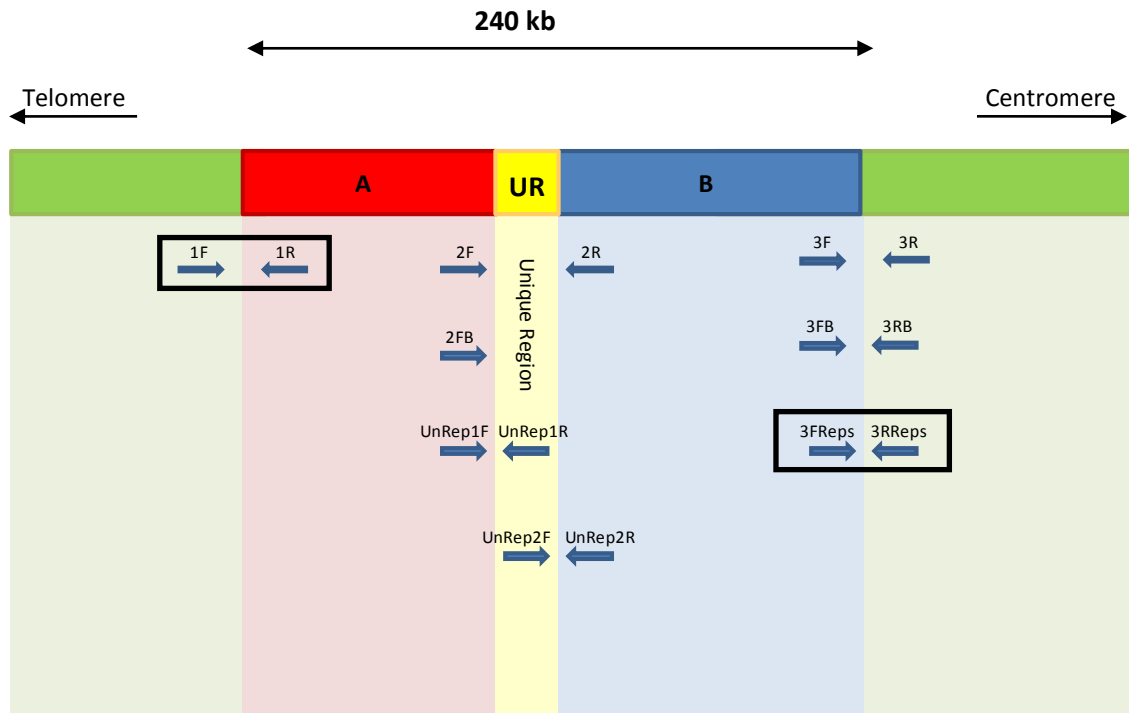 240 kb
Telomere
Centromere
A
UR
B
1F
1R
2F
2R
3F
3R
2FB
Unique Region
3FB
3RB
UnRep1F
UnRep1R
3FReps
3RReps
UnRep2F
UnRep2R